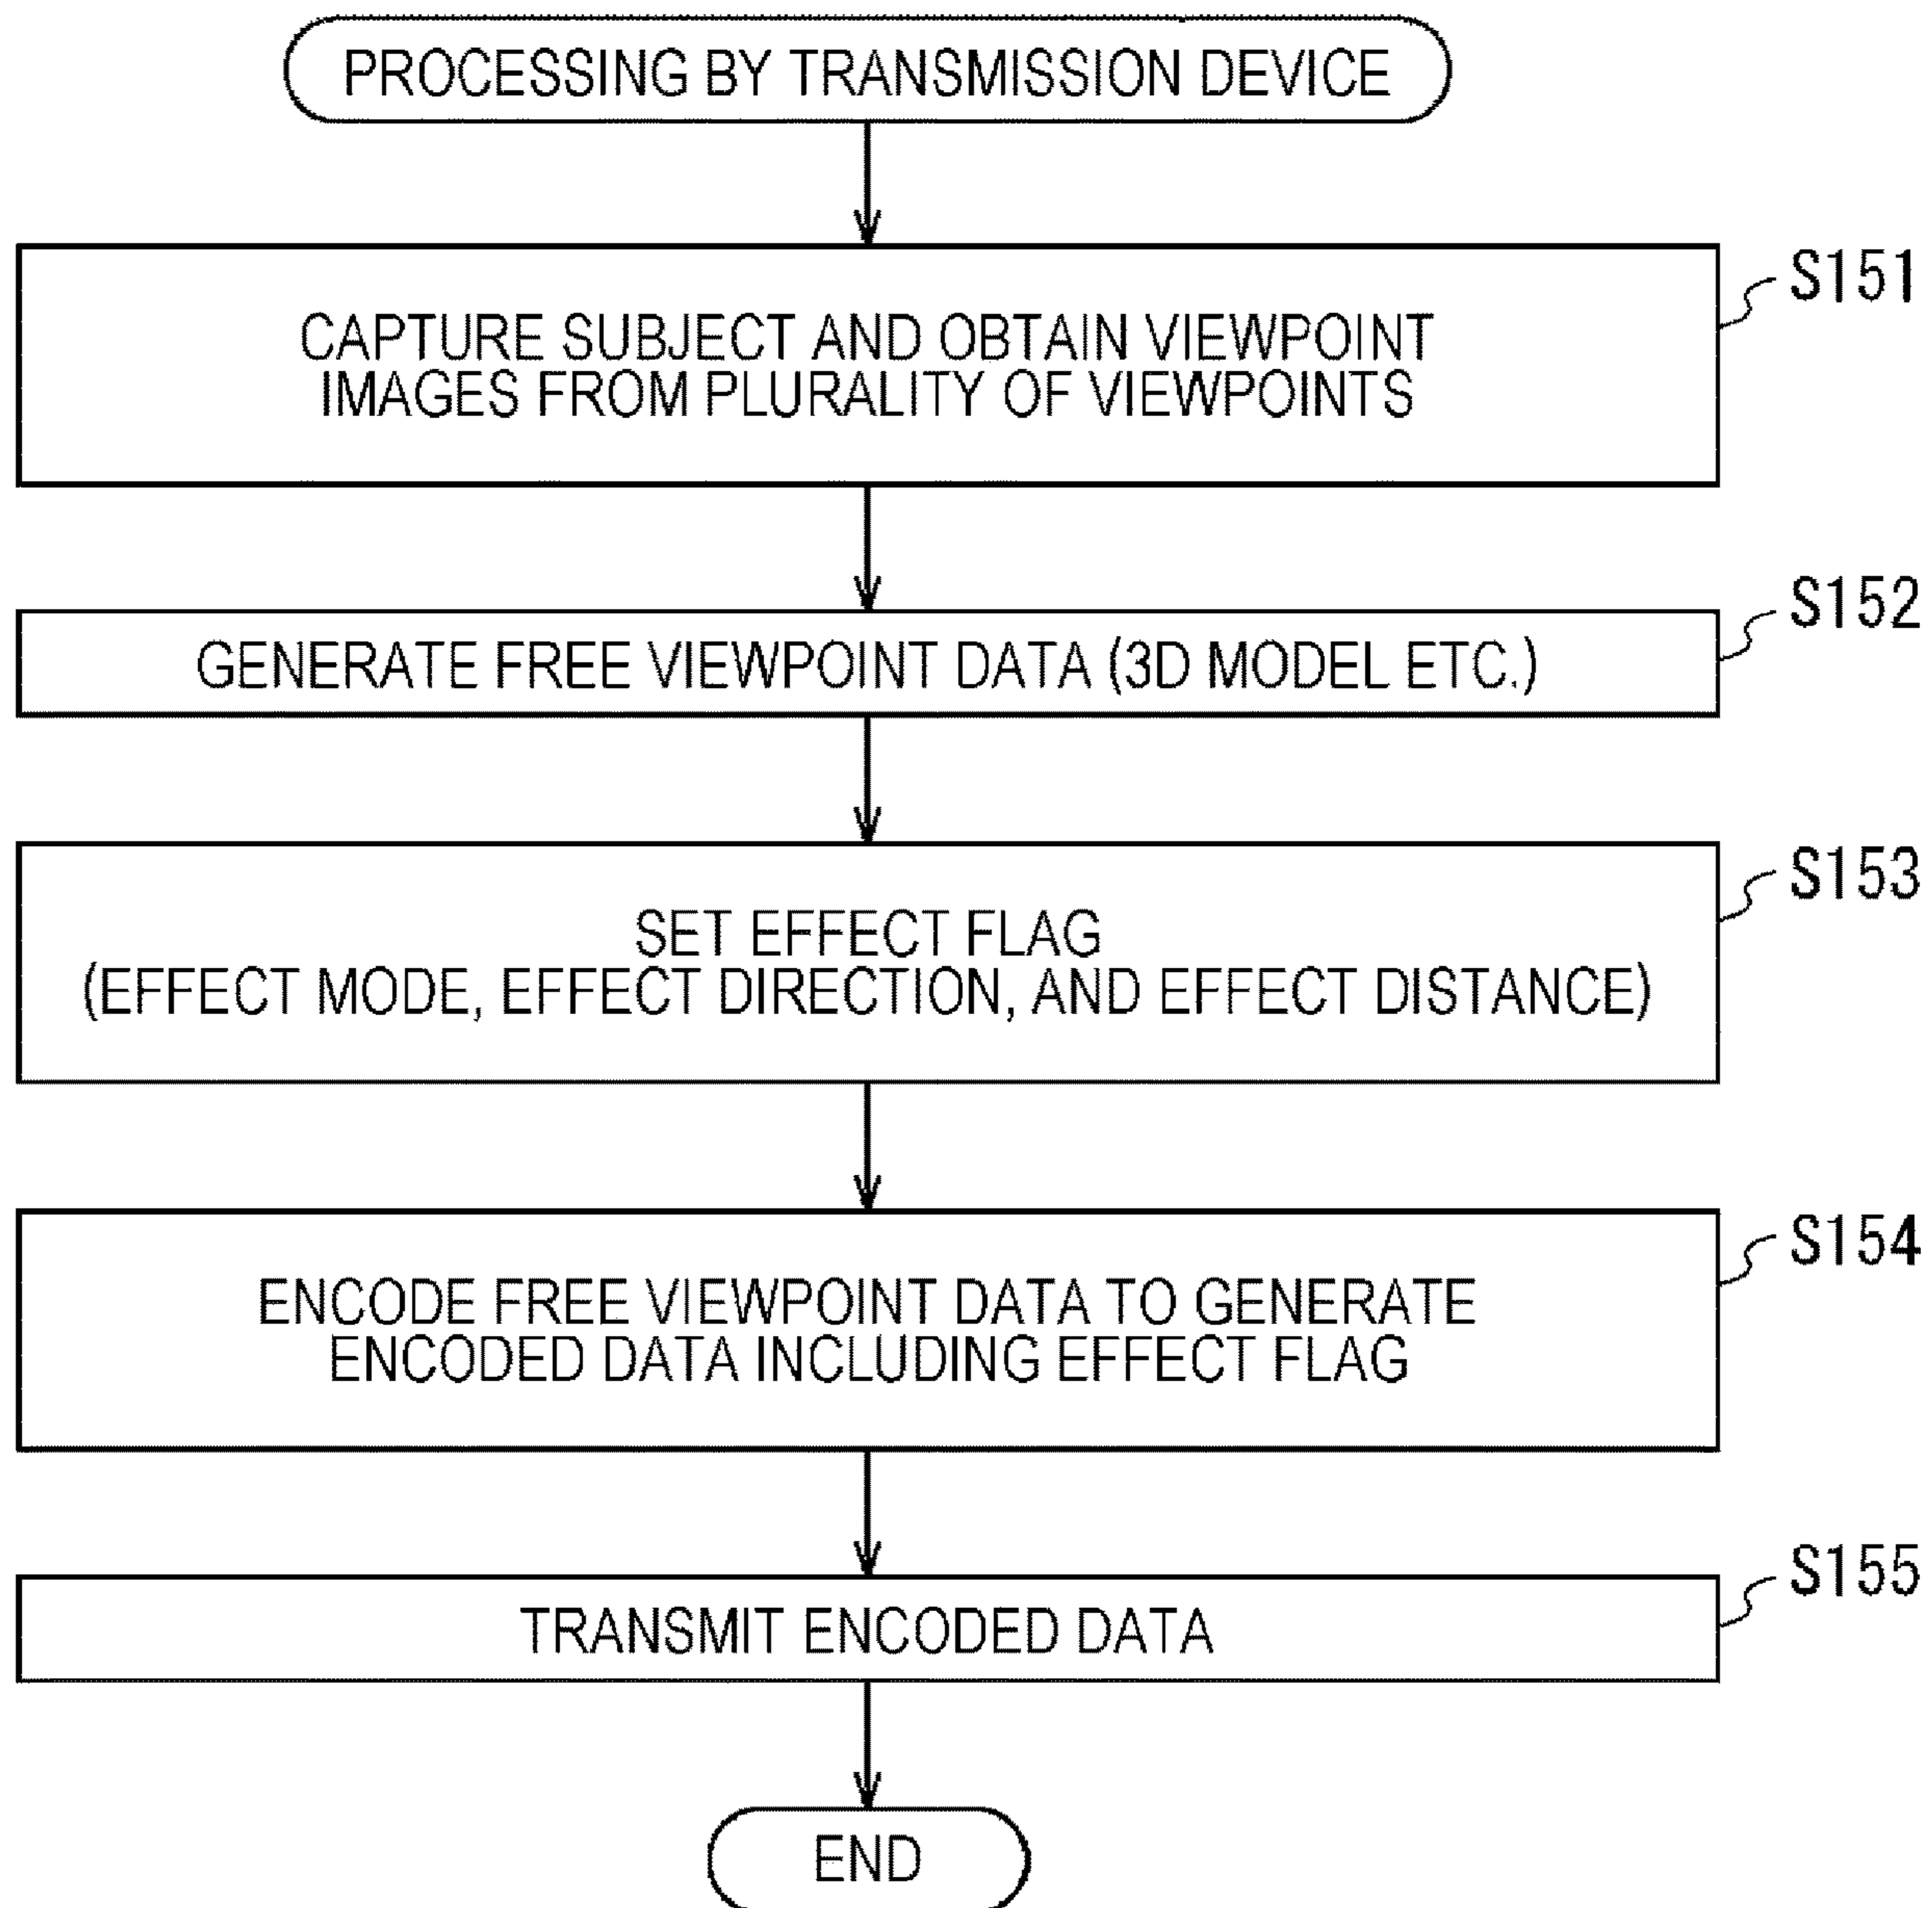 PROCESSING BY TRANSMISSION DEVICE
S151
CAPTURE SUBJECT AND OBTAIN VIEWPOINT
IMAGES FROM PLURALITY OF VIEWPOINTS
S152
GENERATE FREE VIEWPOINT DATA (3D MODEL ETC.)
S153
SET EFFECT FLAG
(EFFECT MODE, EFFECT DIRECTION, AND EFFECT DISTANCE)
S154
ENCODE FREE VIEWPOINT DATA TO GENERATE
ENCODED DATA INCLUDING EFFECT FLAG
S155
TRANSMIT ENCODED DATA
END